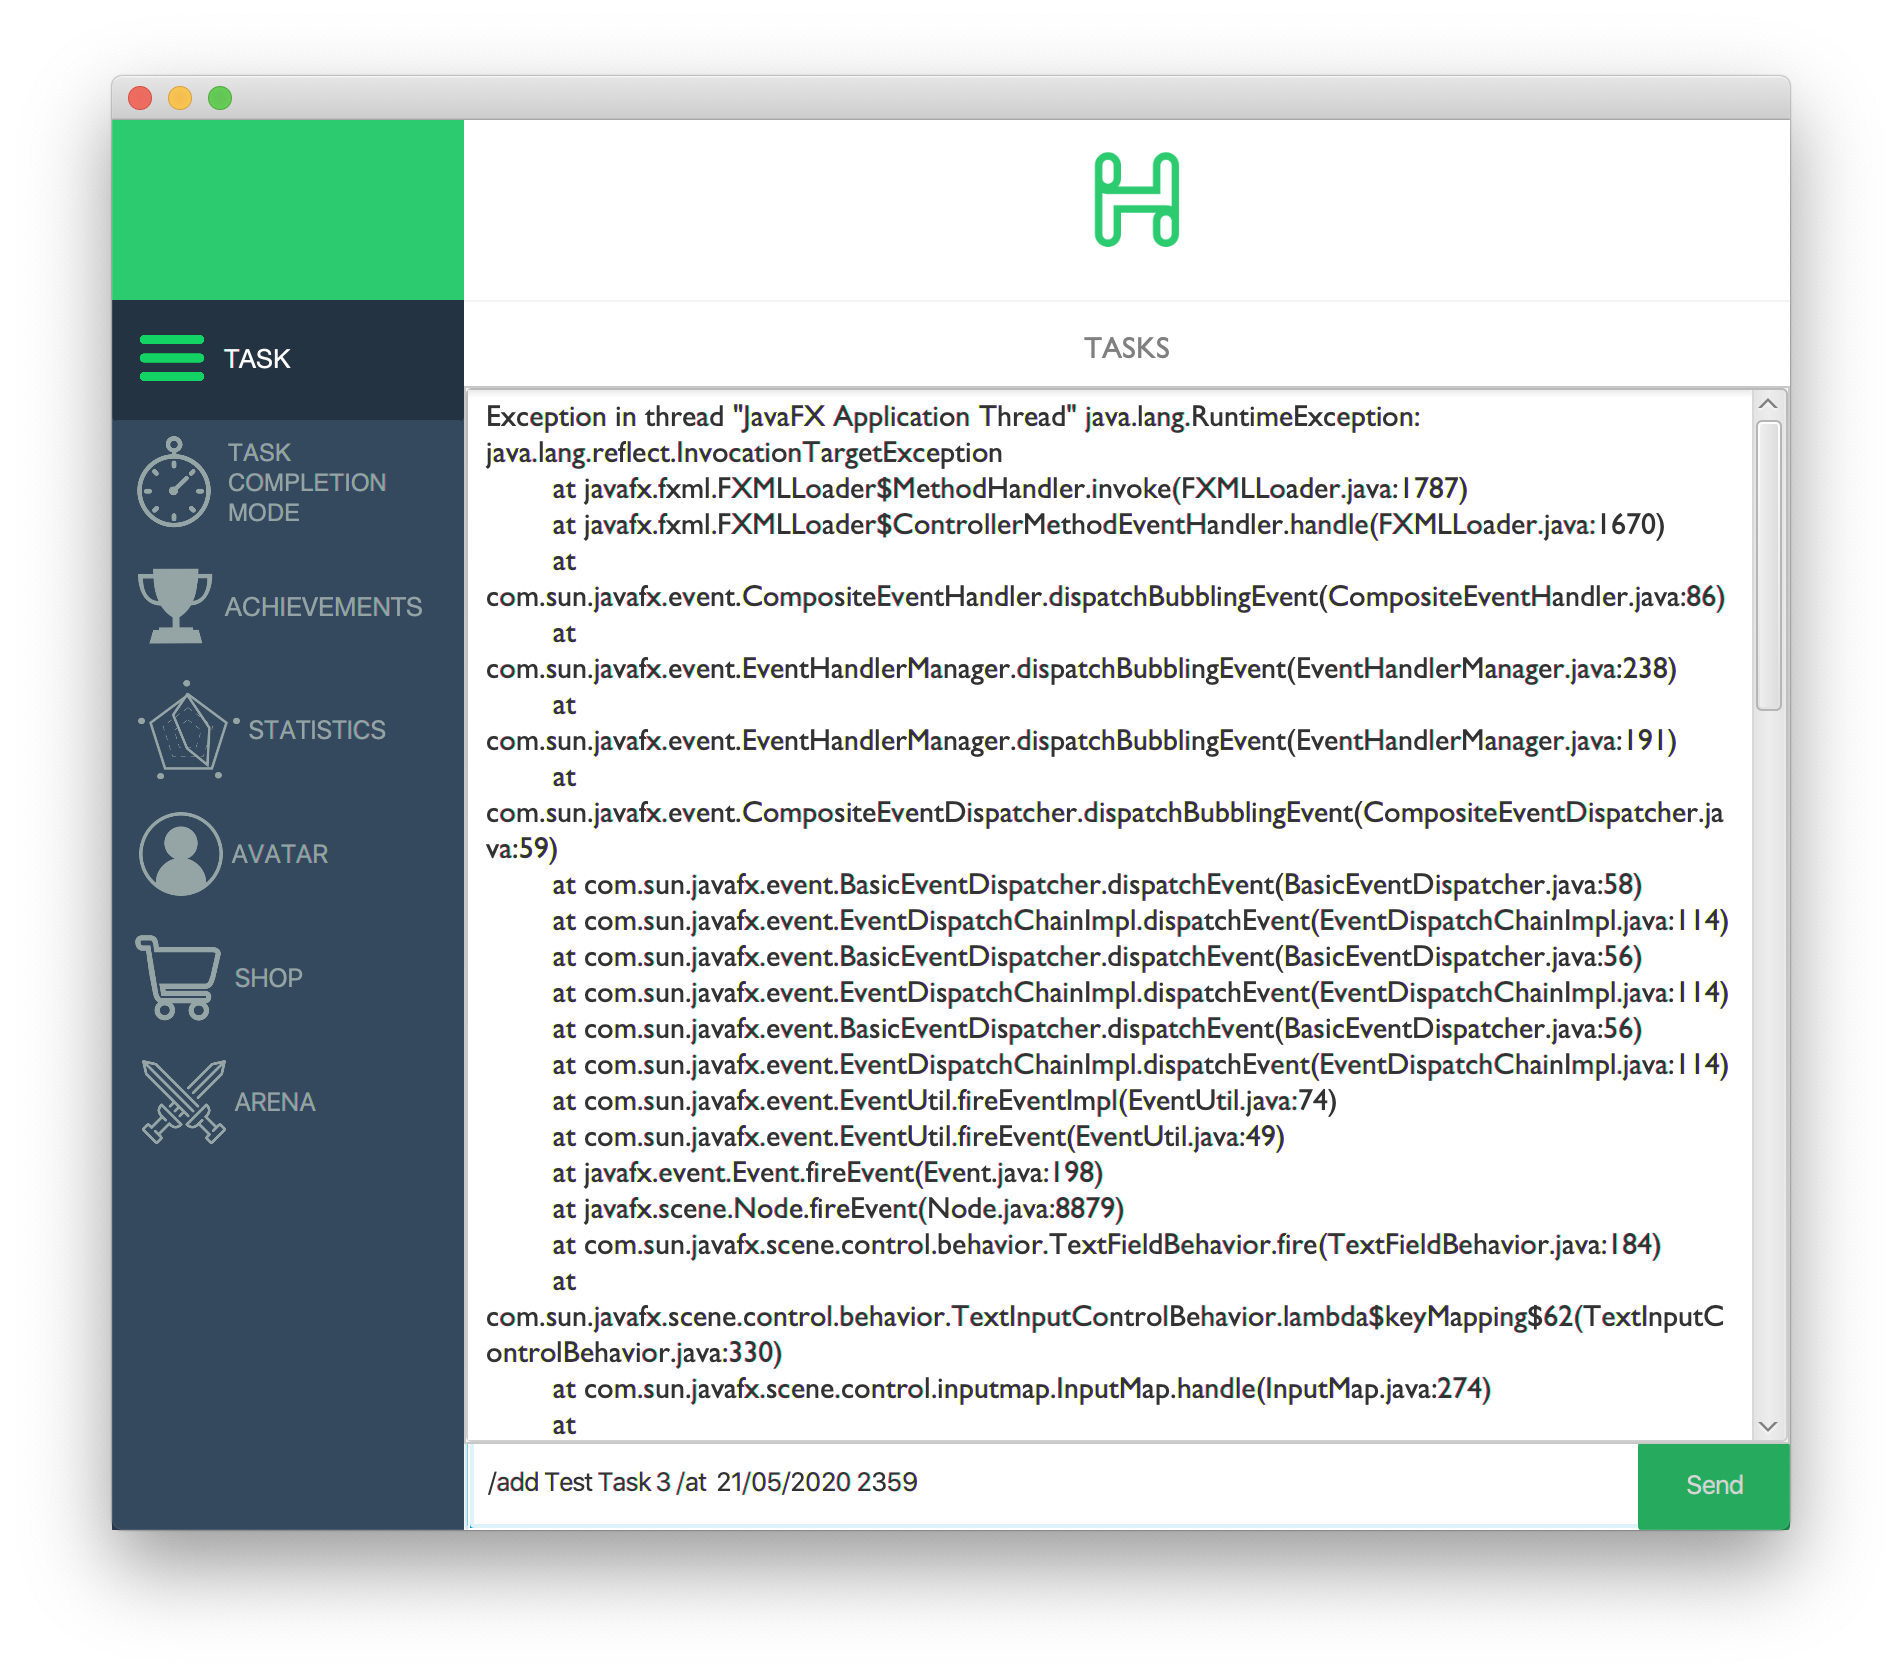 TASK
TASK
COMPLETION
MODE
ACHIEVEMENTS
STATISTICS
AVATAR
SHOP
ARENA
TASKS
Exception in thread "JavaFX Application Thread" java.lang.RuntimeException:
java.lang.reflect.InvocationTargetException
at javafx.fxml.FXMLLoader$MethodHandler.invoke(FXMLLoader.java:1787)
at javafx.fxml.FXMLLoader$ControllerMethodEventHandler.handle(FXMLLoader.java:1670)
at
com.sun.javafx.event.CompositeEventHandler.dispatchBubblingEvent(CompositeEventHandler.java:86)
at
com.sun.javafx.event.EventHandlerManager.dispatchBubblingEvent(EventHandlerManager.java:238)
at
com.sun.javafx.event.EventHandlerManager.dispatchBubblingEvent(EventHandlerManager.java:191)
at
com.sun.javafx.event.CompositeEventDispatcher.dispatchBubblingEvent(CompositeEventDispatcher.ja
va:59)
at com.sun.javafx.event.BasicEventDispatcher.dispatchEvent(BasicEventDispatcher.java:58)
at com.sun.javafx.event.EventDispatchChainImpl.dispatchEvent(EventDispatchChainImpl.java:114)
at com.sun.javafx.event.BasicEventDispatcher.dispatchEvent(BasicEventDispatcher.java:56)
at com.sun.javafx.event.EventDispatchChainImpl.dispatchEvent(EventDispatchChainImpl.java:114)
at com.sun.javafx.event.BasicEventDispatcher.dispatchEvent(BasicEventDispatcher.java:56)
at com.sun.javafx.event.EventDispatchChainImpl.dispatchEvent(EventDispatchChainImpl.java:114)
at com.sun.javafx.event.EventUtil.fireEventImpl(EventUtil.java:74)
at com.sun.javafx.event.EventUtil.fireEvent(EventUtil.java:49)
at javafx.event.Event.fireEvent(Event.java:198)
at javafx.scene.Node.fireEvent(Node.java:8879)
at com.sun.javafx.scene.control.behavior.TextFieldBehavior.fire(TextFieldBehavior.java:184)
at
com.sun.javafx.scene.control.behavior.TextInputControlBehavior.lambda$keyMapping$62(TextInputC
ontrolBehavior.java:330)
at com.sun.javafx.scene.control.inputmap.InputMap.handle(InputMap.java:274)
at
/add Test Task 3 /at  21/05/2020 2359
Send